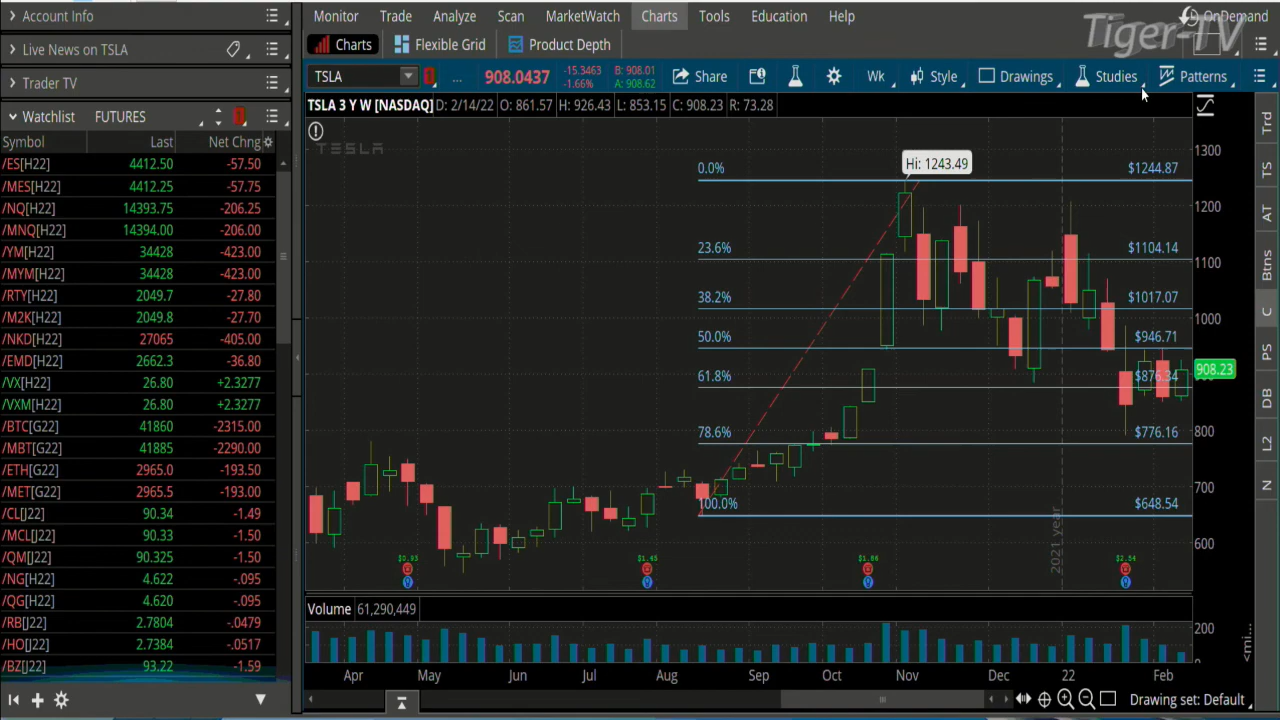 Account Info
Live News on TSLA
Trader TV
Watchlist FUTURES
Symbol Last Net Chng
/ES[H22] 4412.50 -57.50
/MES[H22] 4412.25 -57.75
/NQ[H22] 14393.75 -206.25
/MNQ[H22] 14394.00 -206.00
/YM[H22] 34428 -423.00
/MYM[H22] 34428 -423.00
/RTY[H22] 2049.7 -27.80
/M2K[H22] 2049.8 -27.70
/NKD[H22] 27065 -405.00
/EMD[H22] 2662.3 -36.80
/VX[H22] 26.80 +2.3277
/VXM[H22] 26.80 +2.3277
/BTC[G22] 41860 -2315.00
/MBT[G22] 41885 -2290.00
/ETH[G22] 2965.0 -193.50
/MET[G22] 2965.5 -193.00
/CL[J22] 90.34 -1.49
/MCL[J22] 90.33 -1.50
/QM[J22] 90.325 -1.50
/NG[H22] 4.622 -.095
/QG[H22] 4.620 -.095
/RB[J22] 2.7804 -.0479
/HO[J22] 2.7384 -.0517
/BZ[J22] 93.22 -1.59
Monitor Trade Analyze Scan MarketWatch Charts Tools Education Help
OnDemand
Tiger-TV
Charts Flexible Grid Product Depth
TSLA 1 ... 908.0437 -15.3463 -1.66% B: 908.01 A: 908.62 Share Wk Style Drawings Studies Patterns
TSLA 3 Y W [NASDAQ] D: 2/14/22 O: 861.57 H: 926.43 L: 853.15 C: 908.23 R: 73.28
TESLA
Hi: 1243.49
0.0% $1244.87
23.6% $1104.14
38.2% $1017.07
50.0% $946.71
61.8% $876.34
78.6% $776.16
100.0% $648.54
1300
1200
1100
1000
908.23
800
700
600
2021 year
$0.93 $1.45 $1.86 $2.54
Volume 61,290,449
200
0
<mi...
Apr May Jun Jul Aug Sep Oct Nov Dec 22 Feb
Drawing set: Default
Trd
TS
AT
Btns
C
PS
DB
L2
N